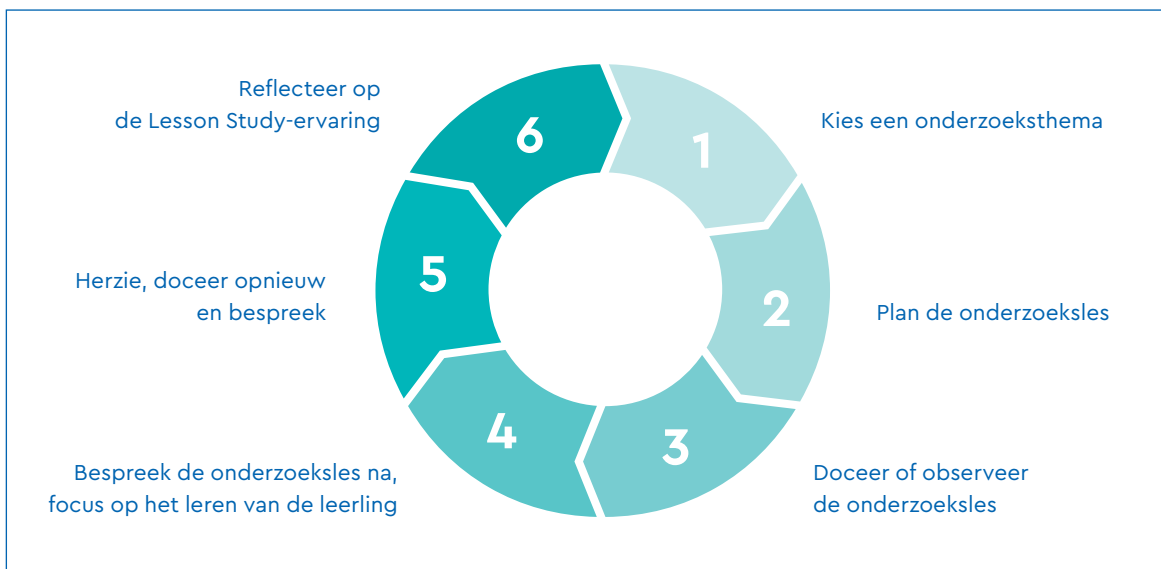 1
Kies een onderzoeksthema
2
Plan de onderzoeksles
3
Doceer of observeer
de onderzoeksles
4
Bespreek de onderzoeksles na,
focus op het leren van de leerling
5
Herzie, doceer opnieuw
en bespreek
6
Reflecteer op
de Lesson Study-ervaring